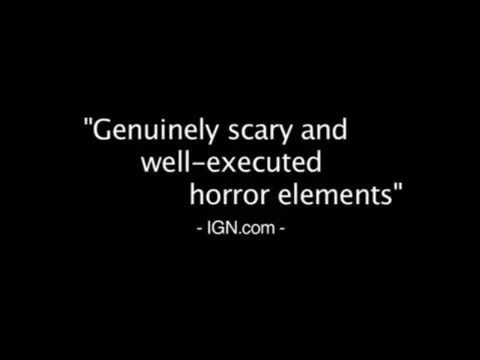 "Genuinely scary and
well-executed
horror elements"
- IGN.com -